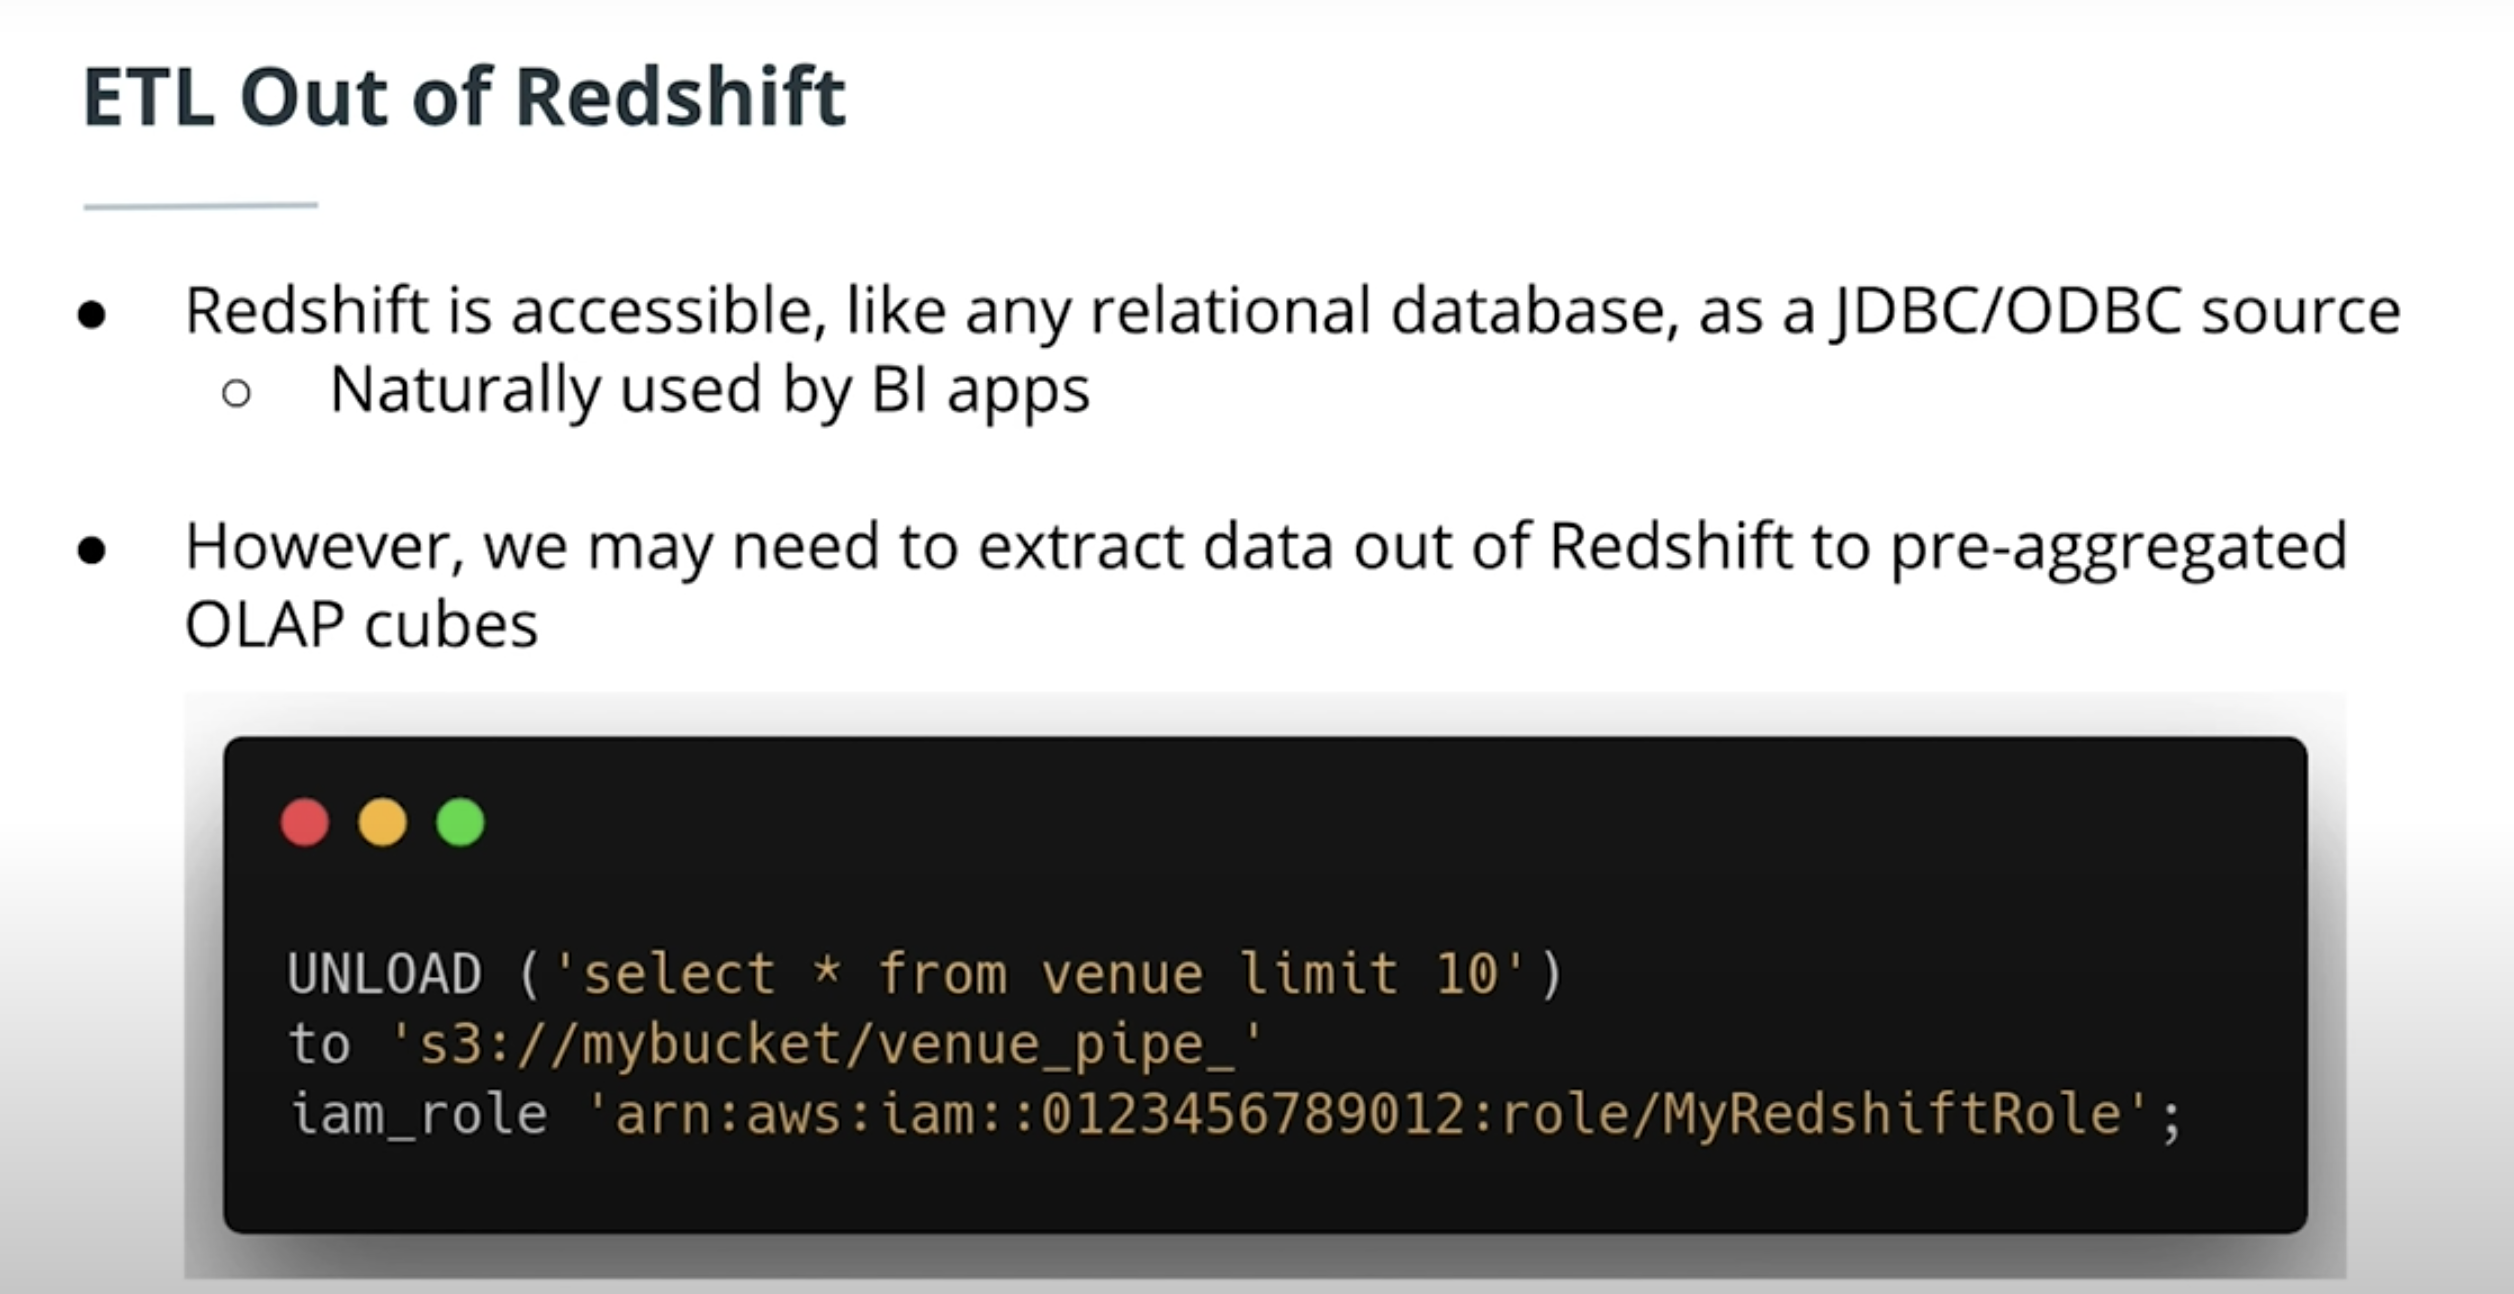 ETL Out of Redshift
● Redshift is accessible, like any relational database, as a JDBC/ODBC source
○ Naturally used by BI apps
● However, we may need to extract data out of Redshift to pre-aggregated
OLAP cubes
UNLOAD ('select * from venue limit 10')
to 's3://mybucket/venue_pipe_'
iam_role 'arn:aws:iam::0123456789012:role/MyRedshiftRole';